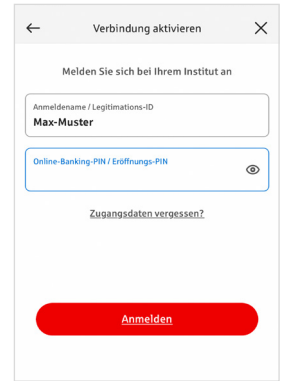 Verbindung aktivieren
Melden Sie sich bei Ihrem Institut an
Anmeldename / Legitimations-ID
Max-Muster
Online-Banking-PIN / Eröffnungs-PIN
Zugangsdaten vergessen?
Anmelden